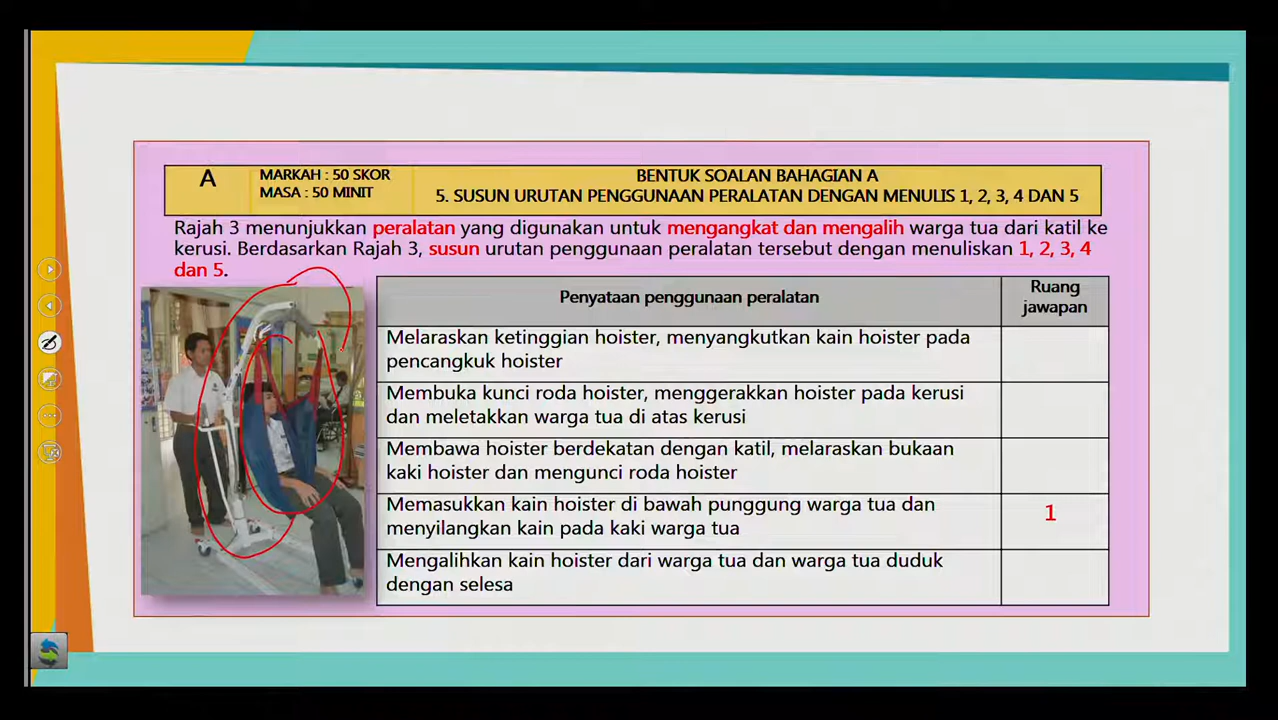 A
MARKAH : 50 SKOR
MASA : 50 MINIT
BENTUK SOALAN BAHAGIAN A
5. SUSUN URUTAN PENGGUNAAN PERALATAN DENGAN MENULIS 1, 2, 3, 4 DAN 5
Rajah 3 menunjukkan peralatan yang digunakan untuk mengangkat dan mengalih warga tua dari katil ke
kerusi. Berdasarkan Rajah 3, susun urutan penggunaan peralatan tersebut dengan menuliskan 1, 2, 3, 4
dan 5.
Penyataan penggunaan peralatan
Ruang
jawapan
Melaraskan ketinggian hoister, menyangkutkan kain hoister pada
pencangkuk hoister
Membuka kunci roda hoister, menggerakkan hoister pada kerusi
dan meletakkan warga tua di atas kerusi
Membawa hoister berdekatan dengan katil, melaraskan bukaan
kaki hoister dan mengunci roda hoister
Memasukkan kain hoister di bawah punggung warga tua dan
menyilangkan kain pada kaki warga tua
1
Mengalihkan kain hoister dari warga tua dan warga tua duduk
dengan selesa